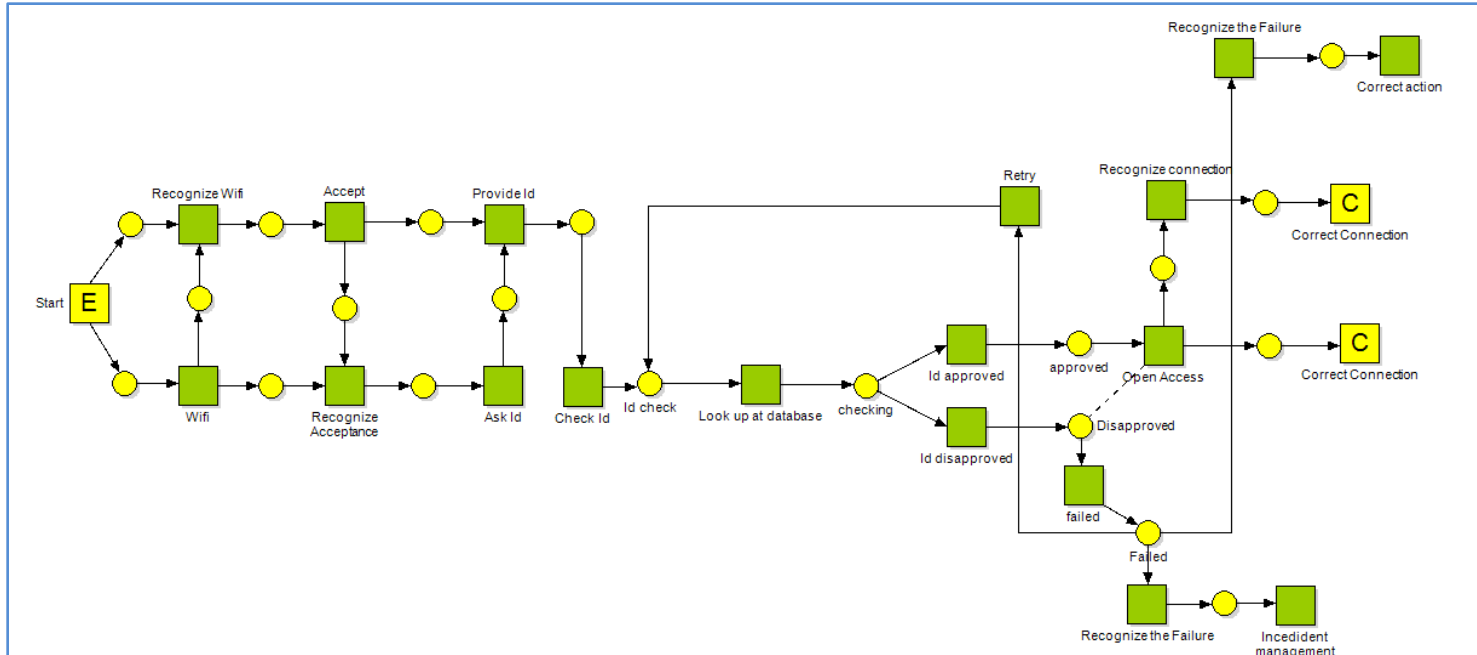 Recognize the Failure
Correct action
Recognize Wifi
Accept
Provide Id
Retry
Recognize connection
C
Correct Connection
Start
E
C
Correct Connection
Id approved
approved
Open Access
Wifi
Recognize
Acceptance
Ask Id
Check Id
Id check
Look up at database
checking
Disapproved
Id disapproved
failed
Failed
Recognize the Failure
Incedident
management